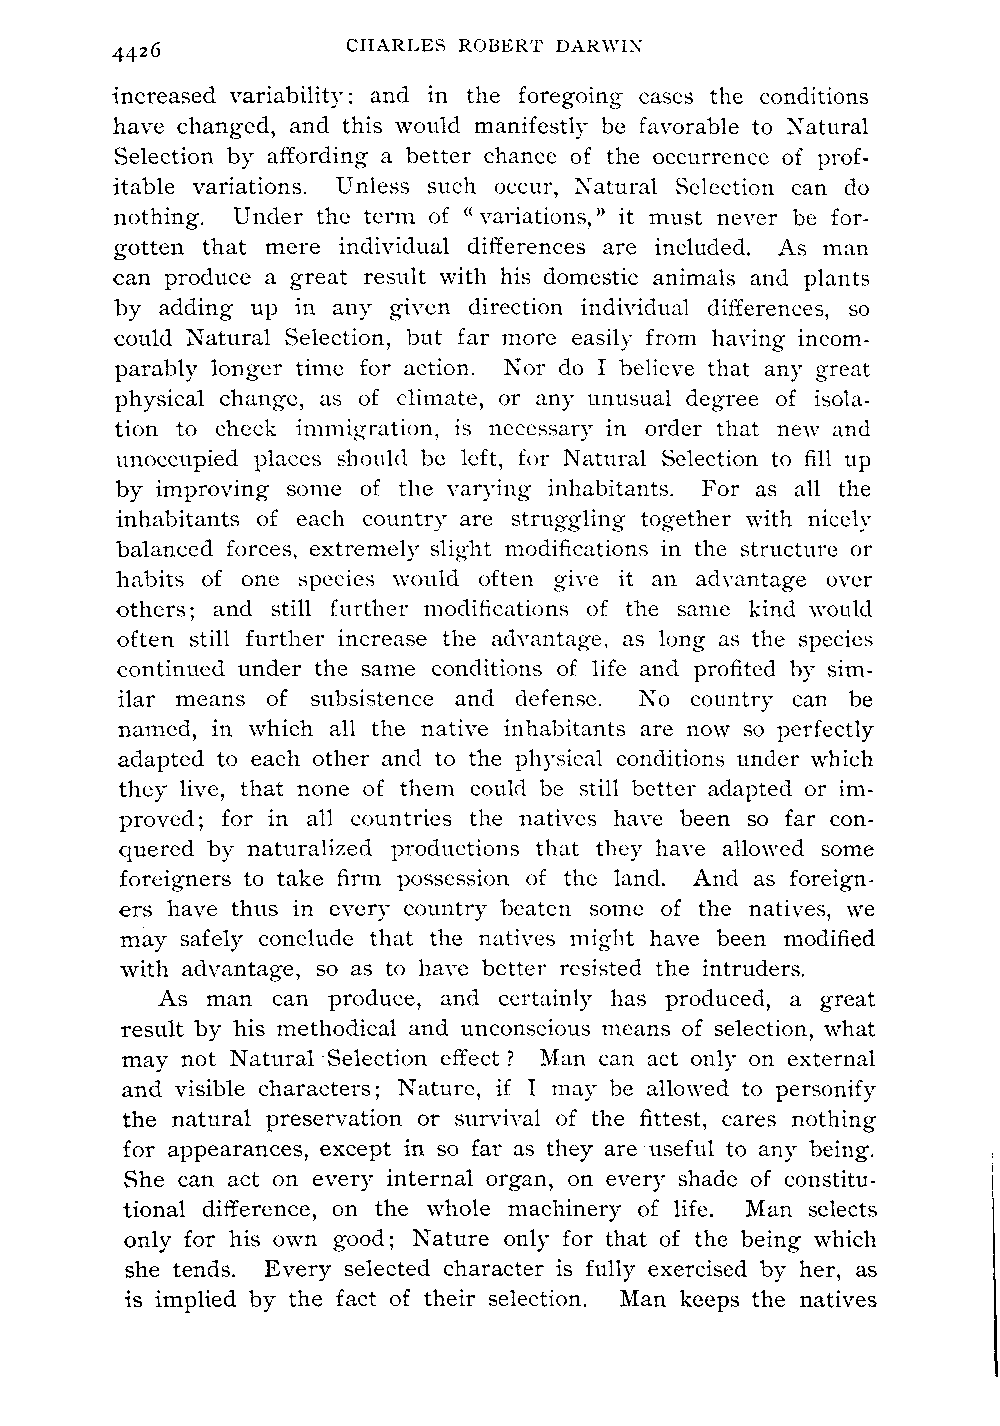 4426
CHARLES ROBERT DARWIN
increased variability; and in the foregoing cases the conditions
have changed, and this would manifestly be favorable to Natural
Selection by affording a better chance of the occurrence of prof-
itable variations. Unless such occur, Natural Selection can do
nothing. Under the term of “variations,” it must never be for-
gotten that mere individual differences are included. As man
can produce a great result with his domestic animals and plants
by adding up in any given direction individual differences, so
could Natural Selection, but far more easily from having incom-
parably longer time for action. Nor do I believe that any great
physical change, as of climate, or any unusual degree of isola-
tion to check immigration, is necessary in order that new and
unoccupied places should be left, for Natural Selection to fill up
by improving some of the varying inhabitants. For as all the
inhabitants of each country are struggling together with nicely
balanced forces, extremely slight modifications in the structure or
habits of one species would often give it an advantage over
others; and still further modifications of the same kind would
often still further increase the advantage, as long as the species
continued under the same conditions of life and profited by sim-
ilar means of subsistence and defense. No country can be
named, in which all the native inhabitants are now so perfectly
adapted to each other and to the physical conditions under which
they live, that none of them could be still better adapted or im-
proved; for in all countries the natives have been so far con-
quered by naturalized productions that they have allowed some
foreigners to take firm possession of the land. And as foreign-
ers have thus in every country beaten some of the natives, we
may safely conclude that the natives might have been modified
with advantage, so as to have better resisted the intruders.
As man can produce, and certainly has produced, a great
result by his methodical and unconscious means of selection, what
may not Natural Selection effect? Man can act only on external
and visible characters; Nature, if I may be allowed to personify
the natural preservation or survival of the fittest, cares nothing
for appearances, except in so far as they are useful to any being.
She can act on every internal organ, on every shade of constitu-
tional difference, on the whole machinery of life. Man selects
only for his own good; Nature only for that of the being which
she tends. Every selected character is fully exercised by her, as
is implied by the fact of their selection. Man keeps the natives